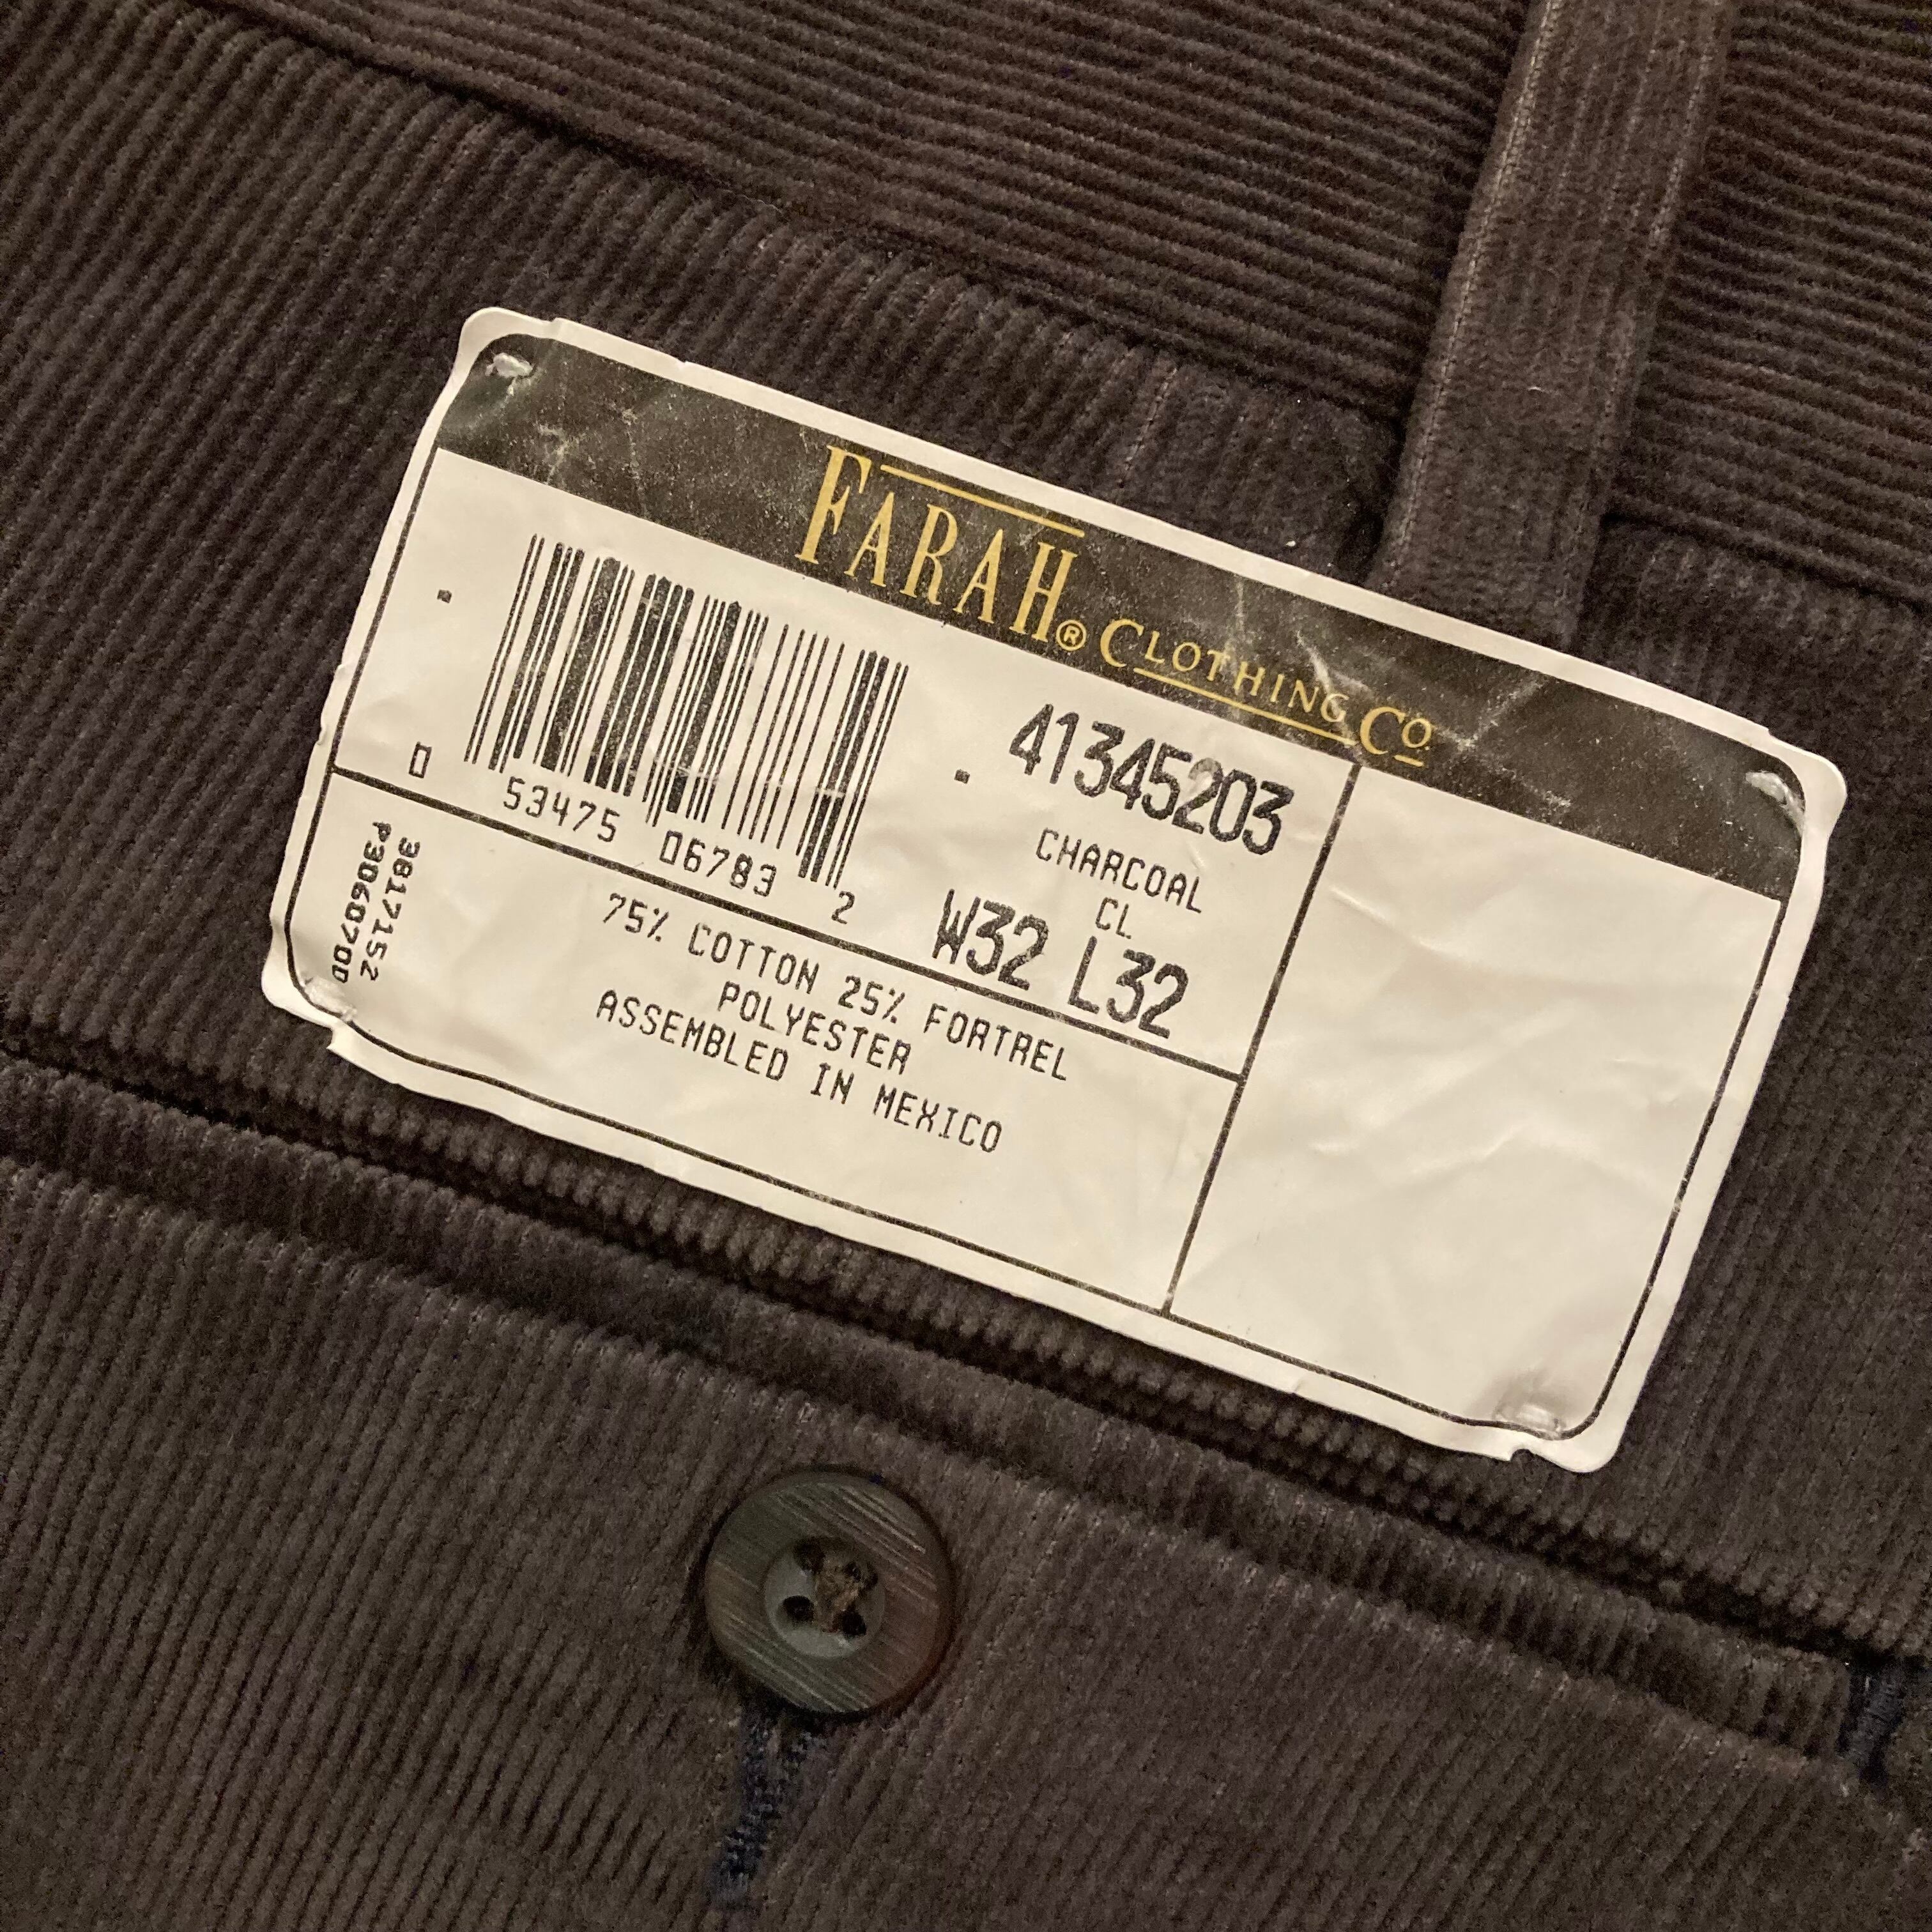 FARAH® CLOTHING CO.
41345203
CHARCOAL
CL
W32 L32
0 53475 06783 2
3817152
P3060700
75% COTTON 25% FORTREL
POLYESTER
ASSEMBLED IN MEXICO